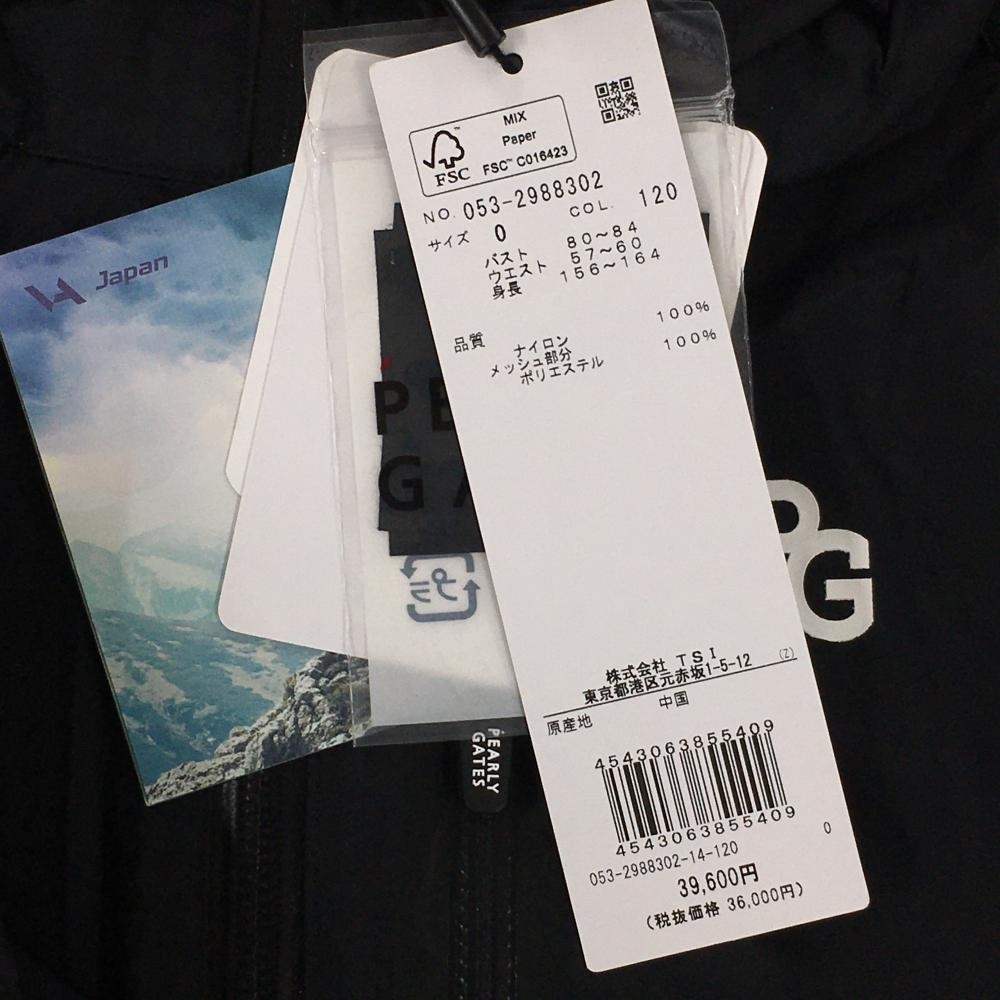 MIX
Paper
FSC™ C016423
FSC
NO. 053-2988302
COL. 120
サイズ 0
バスト 80~84
ウエスト 57~60
身長 156~164
品質
ナイロン 100%
メッシュ部分
ポリエステル 100%
株式会社 TSI
東京都港区元赤坂1-5-12 (Z)
原産地 中国
4543063855409
4543063855409
053-2988302-14-120 0
39,600円
(税抜価格 36,000円)
Japan
PE
GA
プラ
PEARLY
GATES
PG